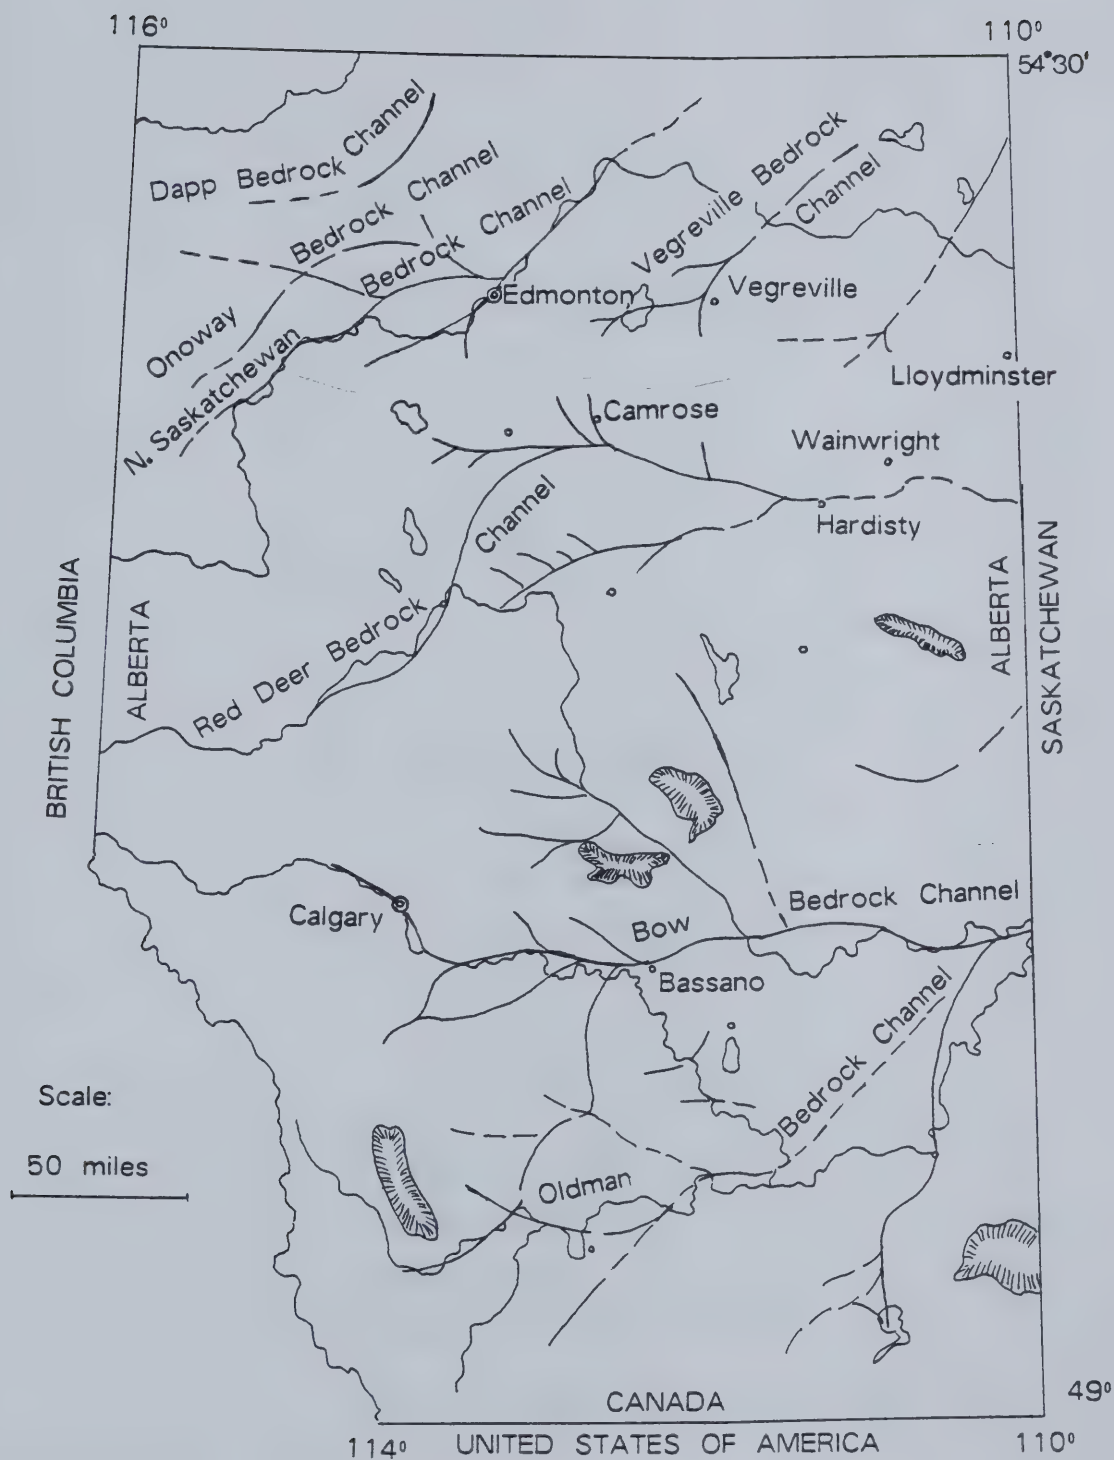 116°
110°
54°30'
Dapp Bedrock Channel
Onoway Bedrock Channel
N. Saskatchewan Bedrock Channel
Vegreville Bedrock Channel
Edmonton
Vegreville
Lloydminster
Camrose
Wainwright
Hardisty
Red Deer Bedrock Channel
BRITISH COLUMBIA
ALBERTA
ALBERTA
SASKATCHEWAN
Calgary
Bow Bedrock Channel
Bassano
Oldman Bedrock Channel
Scale:
50 miles
CANADA
UNITED STATES OF AMERICA
49°
114°
110°